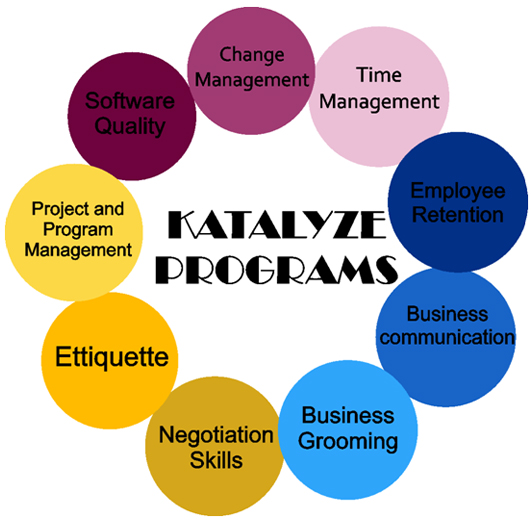 Change
Management
Time
Management
Employee
Retention
Business
communication
Business
Grooming
Negotiation
Skills
Ettiquette
Project and
Program
Management
Software
Quality
KATALYZE
PROGRAMS